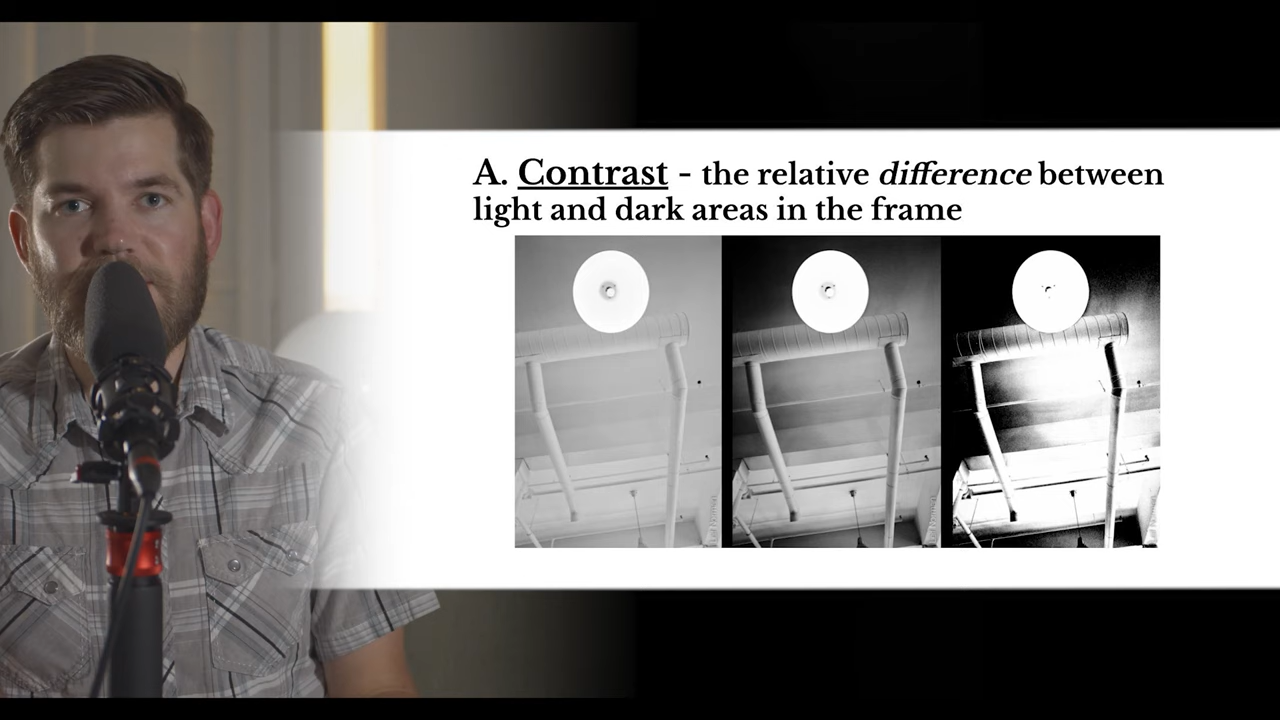 A. Contrast - the relative difference between
light and dark areas in the frame